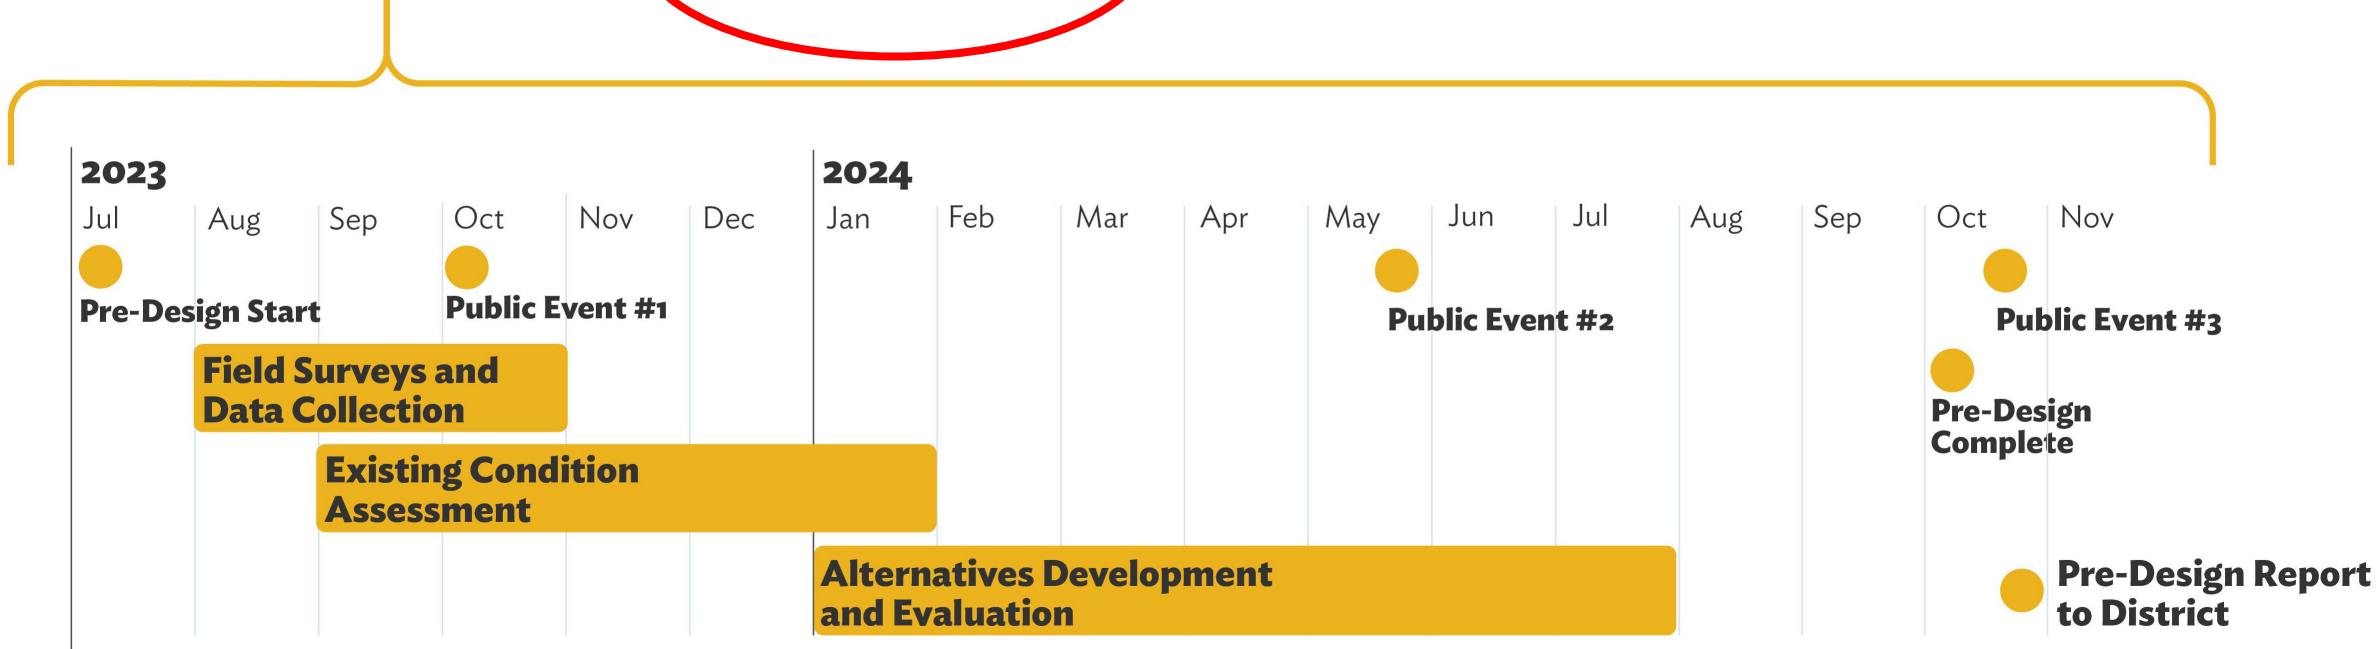 2023
2024
Jul
Aug
Sep
Oct
Nov
Dec
Jan
Feb
Mar
Apr
May
Jun
Jul
Aug
Sep
Oct
Nov
Pre-Design Start
Public Event #1
Public Event #2
Public Event #3
Field Surveys and
Data Collection
Pre-Design
Complete
Existing Condition
Assessment
Alternatives Development
and Evaluation
Pre-Design Report
to District